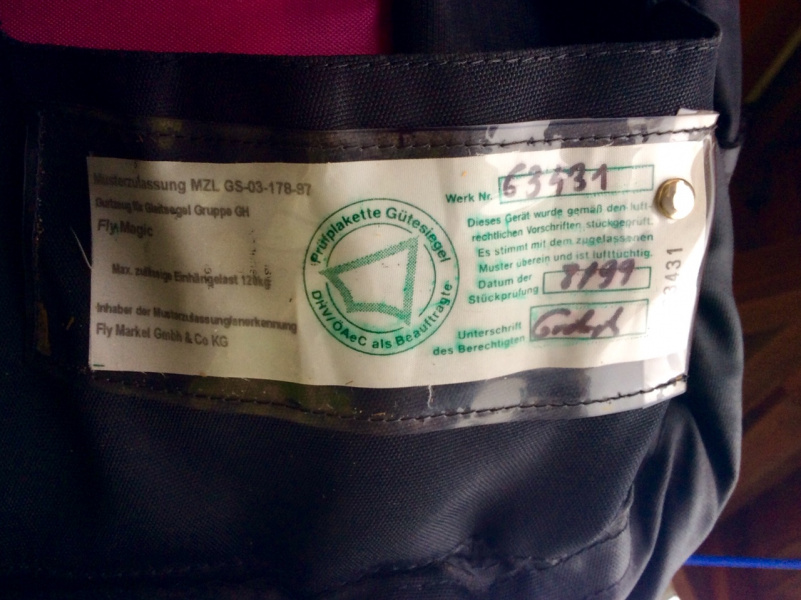 Musterzulassung MZL GS-03-178-97
Gurtzeug für Gleitsegel Gruppe GH
Fly Magic
Max. zulässige Einhängelast 120kg
Inhaber der Musterzulassung/anerkennung
Fly Market Gmbh & Co KG
Prüfplakette Gütesiegel
DHV/OAeC als Beauftragte
Werk Nr. 63431
Dieses Gerät wurde gemäß den luft-
rechtlichen Vorschriften stückgeprüft.
Es stimmt mit dem zugelassenen
Muster überein und ist lufttüchtig.
Datum der
Stückprüfung 8/99
Unterschrift
des Berechtigten
3431